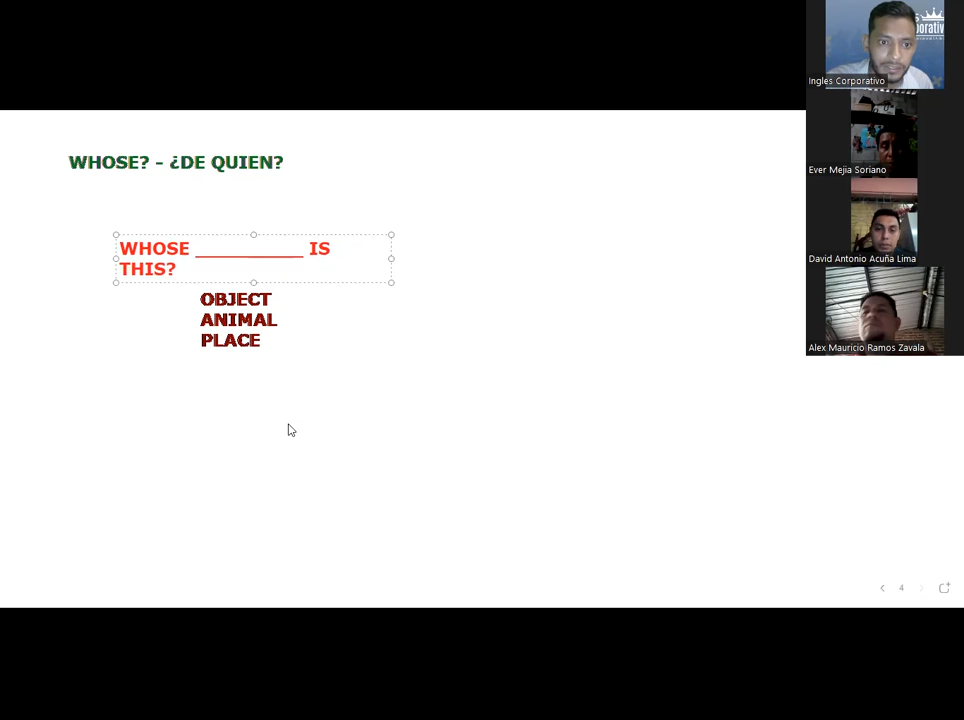 WHOSE? - ¿DE QUIEN?
WHOSE __________ IS
THIS?
OBJECT
ANIMAL
PLACE
Ingles Corporativo
Ever Mejia Soriano
David Antonio Acuña Lima
Alex Mauricio Ramos Zavala
4